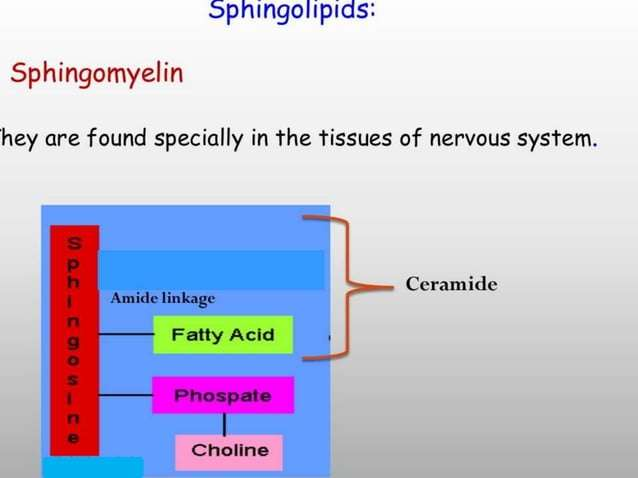 Sphingolipids:
Sphingomyelin
hey are found specially in the tissues of nervous system.
Sphingosine
Amide linkage
Ceramide
Fatty Acid
Phospate
Choline